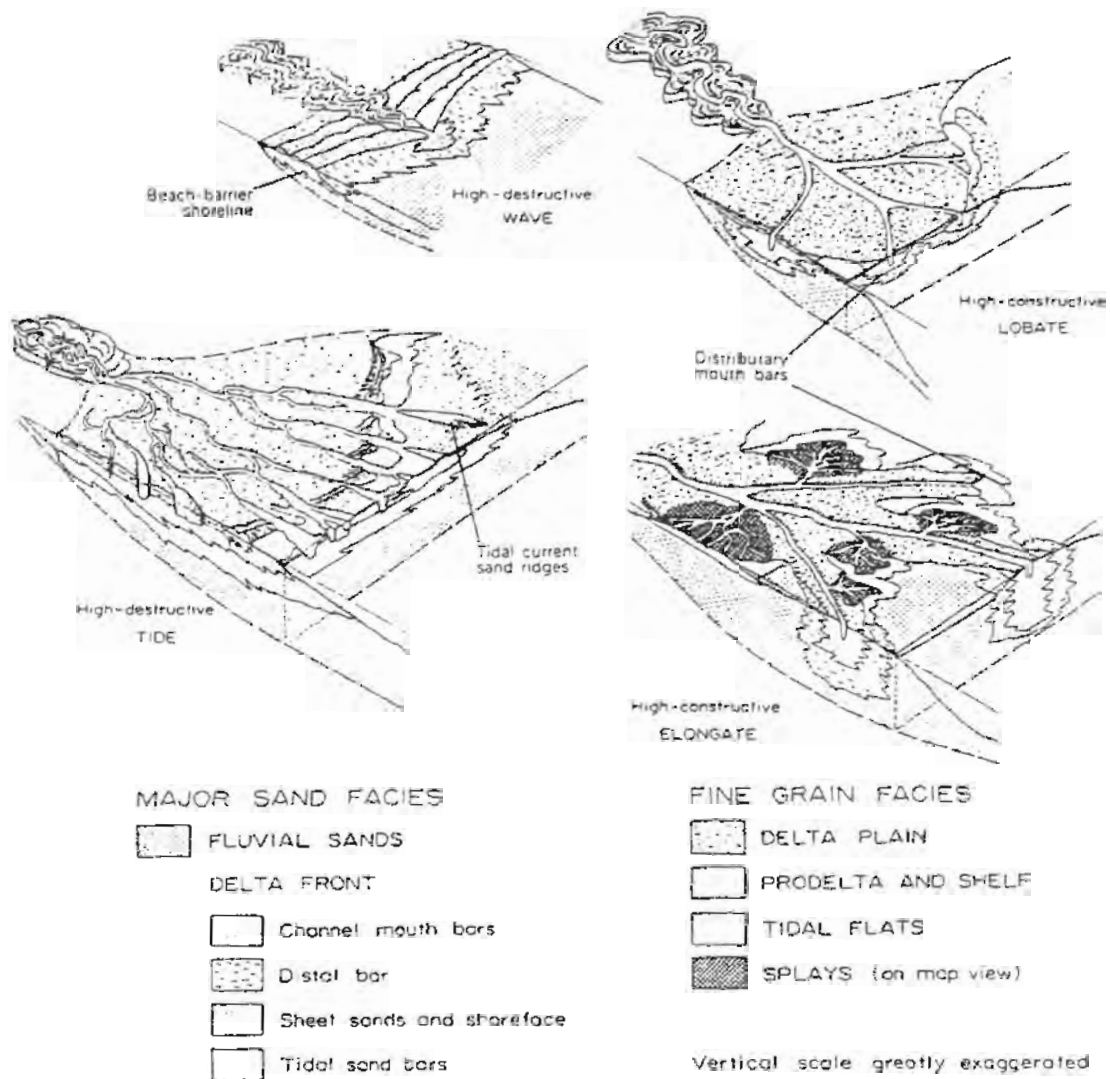 Beach-barrier
shoreline
High-destructive
WAVE
High-constructive
LOBATE
Distributary
mouth bars
Tidal current
sand ridges
High-destructive
TIDE
High-constructive
ELONGATE
MAJOR SAND FACIES
FLUVIAL SANDS
DELTA FRONT
Channel mouth bars
Distal bar
Sheet sands and shoreface
Tidal sand bars
FINE GRAIN FACIES
DELTA PLAIN
PRODELTA AND SHELF
TIDAL FLATS
SPLAYS (on map view)
Vertical scale greatly exaggerated